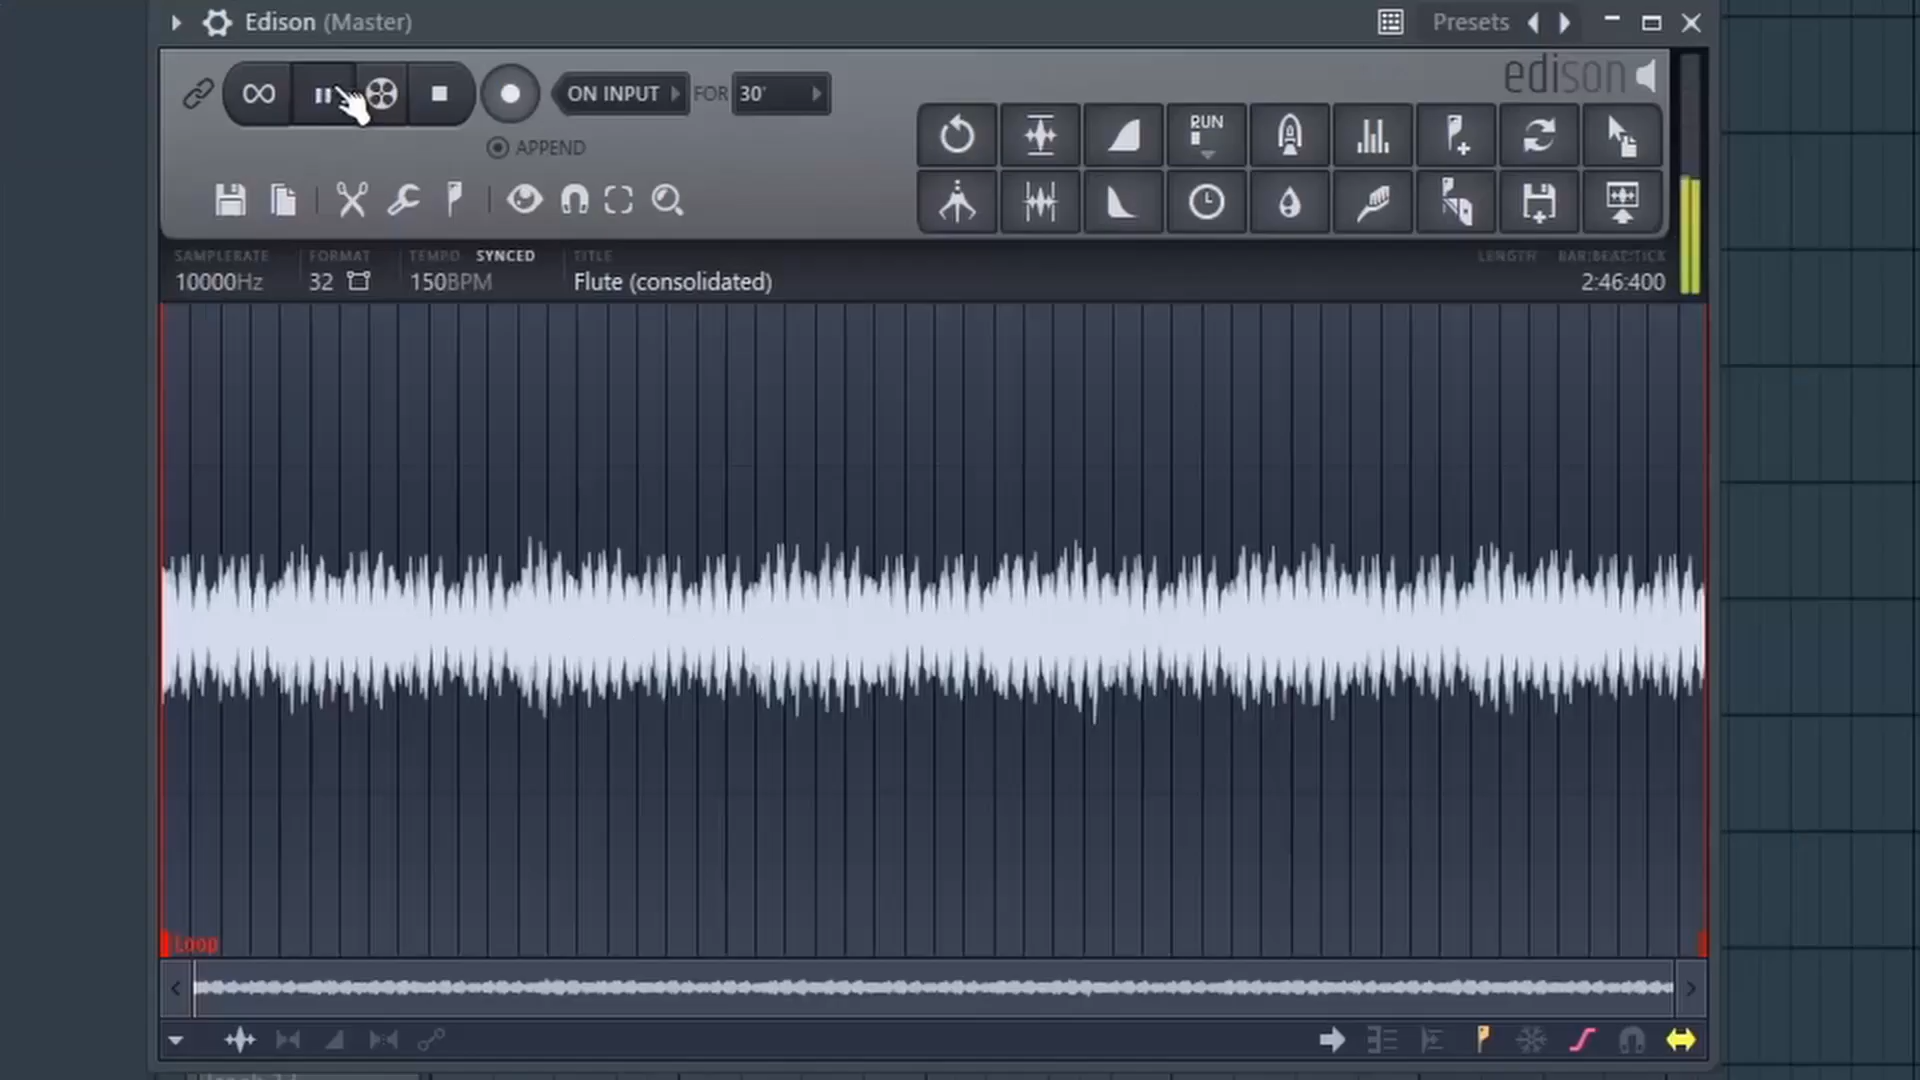 Edison (Master)
Presets
edison
ON INPUT
FOR
30'
APPEND
RUN
SAMPLERATE
FORMAT
TEMPO SYNCED
TITLE
LENGTH
BAR:BEAT:TICK
10000Hz
32
150BPM
Flute (consolidated)
2:46:400
Loop